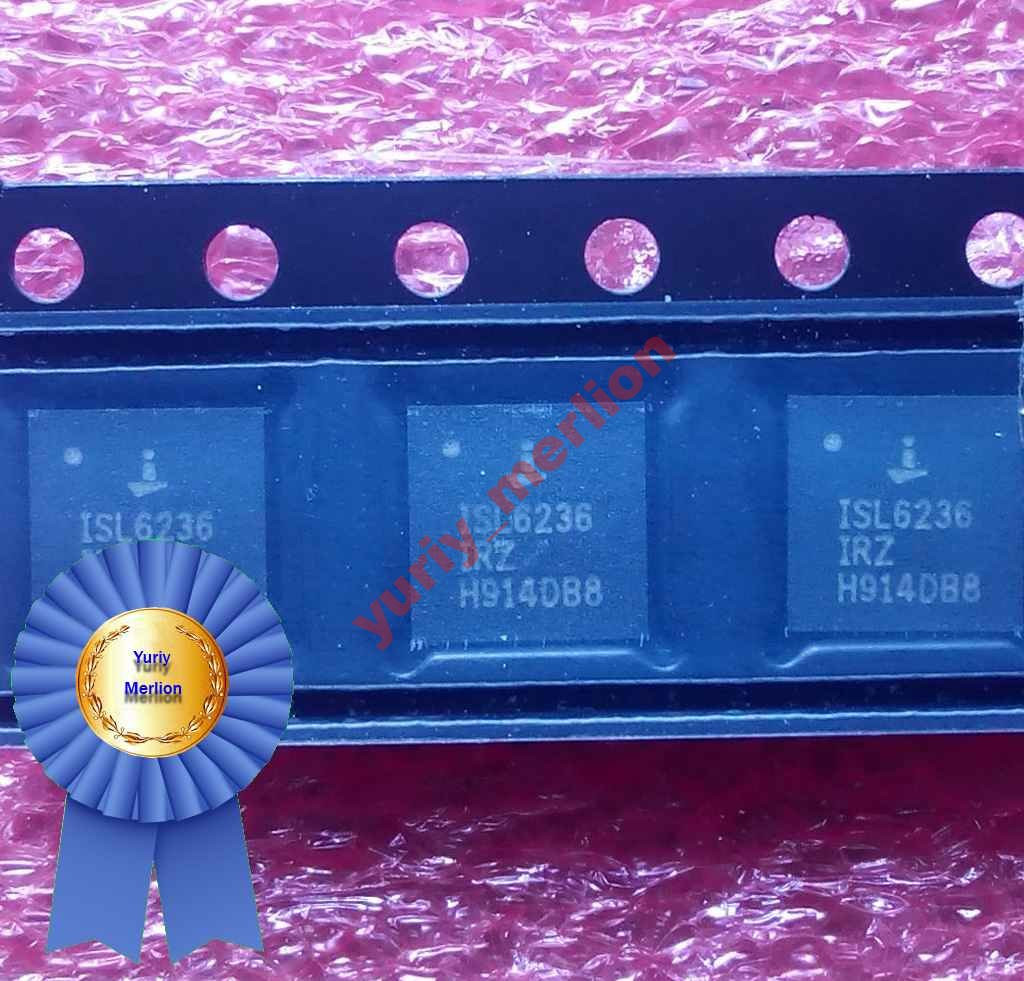 ISL6236
ISL6236
IRZ
H914DB8
ISL6236
IRZ
H914DB8
yuriy_merlion
Yuriy
Merlion